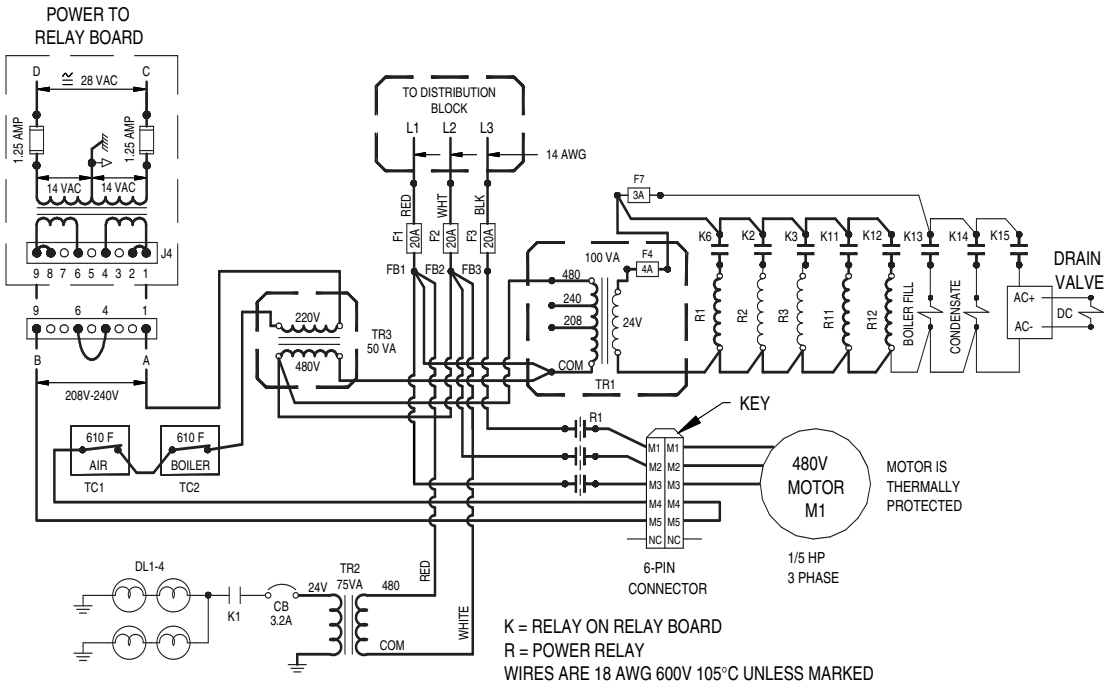 POWER TO
RELAY BOARD
D
≅ 28 VAC
C
1.25 AMP
1.25 AMP
14 VAC
14 VAC
J4
9 8 7 6 5 4 3 2 1
9 6 4 1
B
A
208V-240V
610 F
AIR
TC1
610 F
BOILER
TC2
220V
480V
TR3
50 VA
TO DISTRIBUTION
BLOCK
L1 L2 L3
14 AWG
RED
WHT
BLK
F1
20A
F2
20A
F3
20A
FB1
FB2
FB3
100 VA
F4
4A
480
240
208
COM
24V
TR1
F7
3A
K6
K2
K3
K11
K12
K13
K14
K15
R1
R2
R3
R11
R12
BOILER FILL
CONDENSATE
AC+
AC-
DC
DRAIN
VALVE
R1
KEY
M1 M1
M2 M2
M3 M3
M4 M4
M5 M5
NC NC
6-PIN
CONNECTOR
480V
MOTOR
M1
1/5 HP
3 PHASE
MOTOR IS
THERMALLY
PROTECTED
DL1-4
K1
CB
3.2A
24V
TR2
75VA
480
COM
RED
WHITE
K = RELAY ON RELAY BOARD
R = POWER RELAY
WIRES ARE 18 AWG 600V 105°C UNLESS MARKED